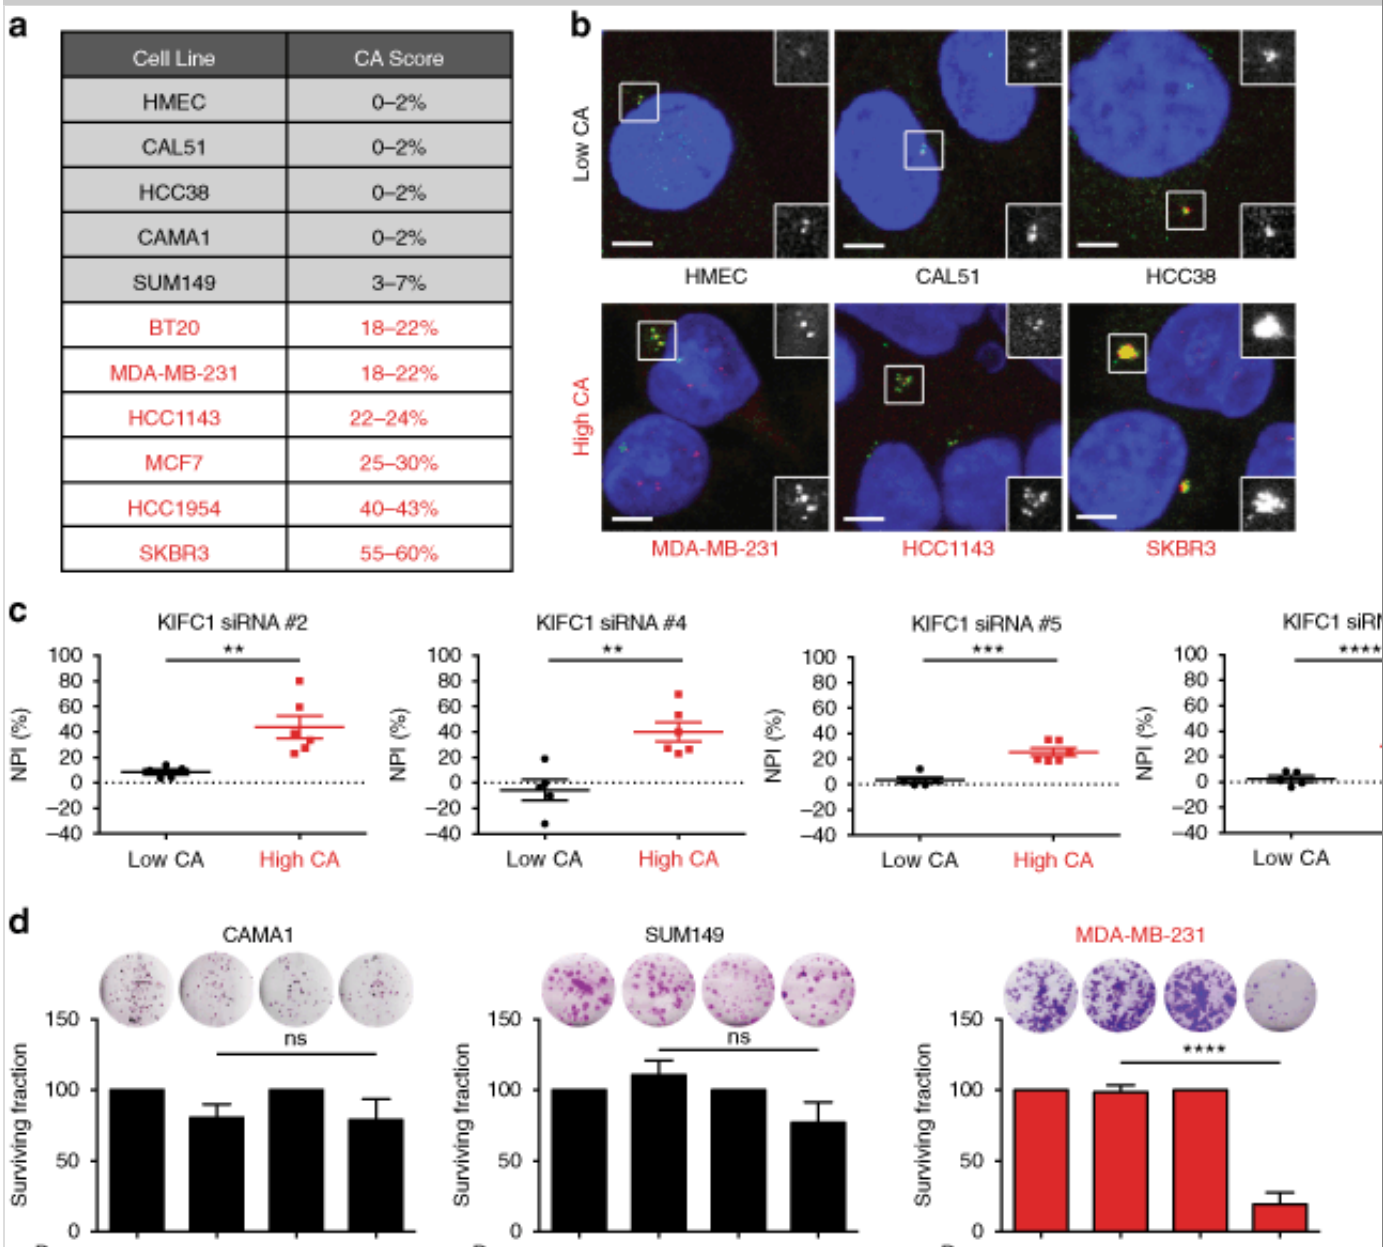 a
Cell Line CA Score
HMEC 0–2%
CAL51 0–2%
HCC38 0–2%
CAMA1 0–2%
SUM149 3–7%
BT20 18–22%
MDA-MB-231 18–22%
HCC1143 22–24%
MCF7 25–30%
HCC1954 40–43%
SKBR3 55–60%
b
Low CA
HMEC CAL51 HCC38
High CA
MDA-MB-231 HCC1143 SKBR3
c
KIFC1 siRNA #2
**
NPI (%)
100
80
60
40
20
0
–20
–40
Low CA High CA
KIFC1 siRNA #4
**
NPI (%)
100
80
60
40
20
0
–20
–40
Low CA High CA
KIFC1 siRNA #5
***
NPI (%)
100
80
60
40
20
0
–20
–40
Low CA High CA
KIFC1 siR
****
NPI (%)
100
80
60
40
20
0
–20
–40
Low CA
d
CAMA1
ns
Surviving fraction
150
100
50
0
SUM149
ns
Surviving fraction
150
100
50
0
MDA-MB-231
****
Surviving fraction
150
100
50
0